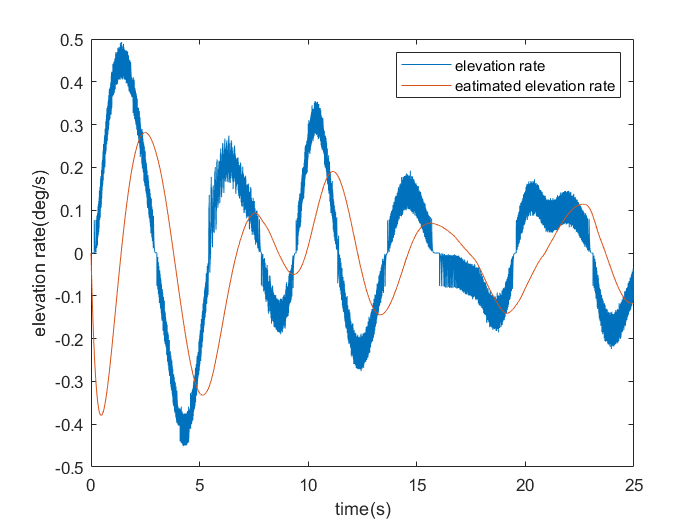 elevation rate
eatimated elevation rate
elevation rate(deg/s)
0.5
0.4
0.3
0.2
0.1
0
-0.1
-0.2
-0.3
-0.4
-0.5
0 5 10 15 20 25
time(s)